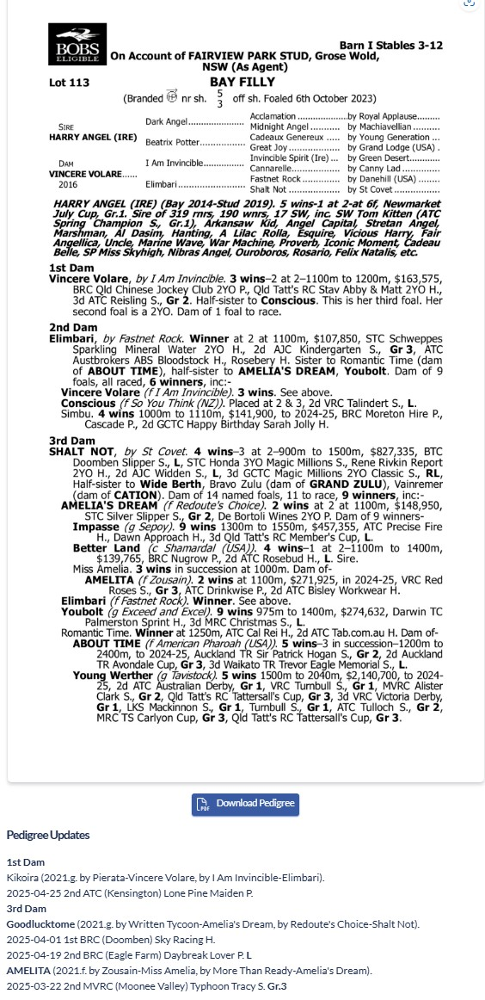 BOBS
ELIGIBLE
Barn I Stables 3-12
On Account of FAIRVIEW PARK STUD, Grose Wold,
NSW (As Agent)
Lot 113
BAY FILLY
(Branded nr sh. 5/3 off sh. Foaled 6th October 2023)
SIRE
HARRY ANGEL (IRE)
DAM
VINCERE VOLARE......
2016
Dark Angel......................
Beatrix Potter..................
I Am Invincible................
Elimbari..........................
Acclamation ..................by Royal Applause.........
Midnight Angel ...........by Machiavellian ............
Cadeaux Genereux .....by Young Generation ...
Great Joy.....................by Grand Lodge (USA) .
Invincible Spirit (Ire) ...by Green Desert............
Cannarelle...................by Canny Lad ...............
Fastnet Rock ...............by Danehill (USA) ........
Shalt Not .....................by St Covet..................
HARRY ANGEL (IRE) (Bay 2014-Stud 2019). 5 wins-1 at 2-at 6f, Newmarket
July Cup, Gr.1. Sire of 319 rnrs, 190 wnrs, 17 SW, inc. SW Tom Kitten (ATC
Spring Champion S., Gr.1), Arkansaw Kid, Angel Capital, Stretan Angel,
Marshman, Al Dasim, Hanting, A Lilac Rolla, Esquire, Vicious Harry, Fair
Angellica, Uncle, Marine Wave, War Machine, Proverb, Iconic Moment, Cadeau
Belle, SP Miss Skyhigh, Nibras Angel, Ouroboros, Rosario, Felix Natalis, etc.
1st Dam
Vincere Volare, by I Am Invincible. 3 wins–2 at 2–1100m to 1200m, $163,575,
BRC Qld Chinese Jockey Club 2YO P., Qld Tatt's RC Stav Abby & Matt 2YO H.,
3d ATC Reisling S., Gr 2. Half-sister to Conscious. This is her third foal. Her
second foal is a 2YO. Dam of 1 foal to race.
2nd Dam
Elimbari, by Fastnet Rock. Winner at 2 at 1100m, $107,850, STC Schweppes
Sparkling Mineral Water 2YO H., 2d AJC Kindergarten S., Gr 3, ATC
Austbrokers ABS Bloodstock H., Rosebery H. Sister to Romantic Time (dam
of ABOUT TIME), half-sister to AMELIA'S DREAM, Youbolt. Dam of 9
foals, all raced, 6 winners, inc:-
Vincere Volare (f I Am Invincible). 3 wins. See above.
Conscious (f So You Think (NZ)). Placed at 2 & 3, 2d VRC Talindert S., L.
Simbu. 4 wins 1000m to 1110m, $141,900, to 2024-25, BRC Moreton Hire P.,
Cascade P., 2d GCTC Happy Birthday Sarah Jolly H.
3rd Dam
SHALT NOT, by St Covet. 4 wins–3 at 2–900m to 1500m, $827,335, BTC
Doomben Slipper S., L, STC Honda 3YO Magic Millions S., Rene Rivkin Report
2YO H., 2d AJC Widden S., L, 3d GCTC Magic Millions 2YO Classic S., RL,
Half-sister to Wide Berth, Bravo Zulu (dam of GRAND ZULU), Vainremer
(dam of CATION). Dam of 14 named foals, 11 to race, 9 winners, inc:-
AMELIA'S DREAM (f Redoute's Choice). 2 wins at 2 at 1100m, $148,950,
STC Silver Slipper S., Gr 2, De Bortoli Wines 2YO P. Dam of 9 winners-
Impasse (g Sepoy). 9 wins 1300m to 1550m, $457,355, ATC Precise Fire
H., Dawn Approach H., 3d Qld Tatt's RC Member's Cup, L.
Better Land (c Shamardal (USA)). 4 wins–1 at 2–1100m to 1400m,
$139,765, BRC Nugrow P., 2d ATC Rosebud H., L. Sire.
Miss Amelia. 3 wins in succession at 1000m. Dam of-
AMELITA (f Zousain). 2 wins at 1100m, $271,925, in 2024-25, VRC Red
Roses S., Gr 3, ATC Drinkwise P., 2d ATC Bisley Workwear H.
Elimbari (f Fastnet Rock). Winner. See above.
Youbolt (g Exceed and Excel). 9 wins 975m to 1400m, $274,632, Darwin TC
Palmerston Sprint H., 3d MRC Christmas S., L.
Romantic Time. Winner at 1250m, ATC Cal Rei H., 2d ATC Tab.com.au H. Dam of-
ABOUT TIME (f American Pharoah (USA)). 5 wins–3 in succession–1200m to
2400m, to 2024-25, Auckland TR Sir Patrick Hogan S., Gr 2, 2d Auckland
TR Avondale Cup, Gr 3, 3d Waikato TR Trevor Eagle Memorial S., L.
Young Werther (g Tavistock). 5 wins 1500m to 2040m, $2,140,700, to 2024-
25, 2d ATC Australian Derby, Gr 1, VRC Turnbull S., Gr 1, MVRC Alister
Clark S., Gr 2, Qld Tatt's RC Tattersall's Cup, Gr 3, 3d VRC Victoria Derby,
Gr 1, LKS Mackinnon S., Gr 1, Turnbull S., Gr 1, ATC Tulloch S., Gr 2,
MRC TS Carlyon Cup, Gr 3, Qld Tatt's RC Tattersall's Cup, Gr 3.
PDF Download Pedigree
Pedigree Updates
1st Dam
Kikoira (2021.g. by Pierata-Vincere Volare, by I Am Invincible-Elimbari).
2025-04-25 2nd ATC (Kensington) Lone Pine Maiden P.
3rd Dam
Goodlucktome (2021.g. by Written Tycoon-Amelia's Dream, by Redoute's Choice-Shalt Not).
2025-04-01 1st BRC (Doomben) Sky Racing H.
2025-04-19 2nd BRC (Eagle Farm) Daybreak Lover P. L
AMELITA (2021.f. by Zousain-Miss Amelia, by More Than Ready-Amelia's Dream).
2025-03-22 2nd MVRC (Moonee Valley) Typhoon Tracy S. Gr.3